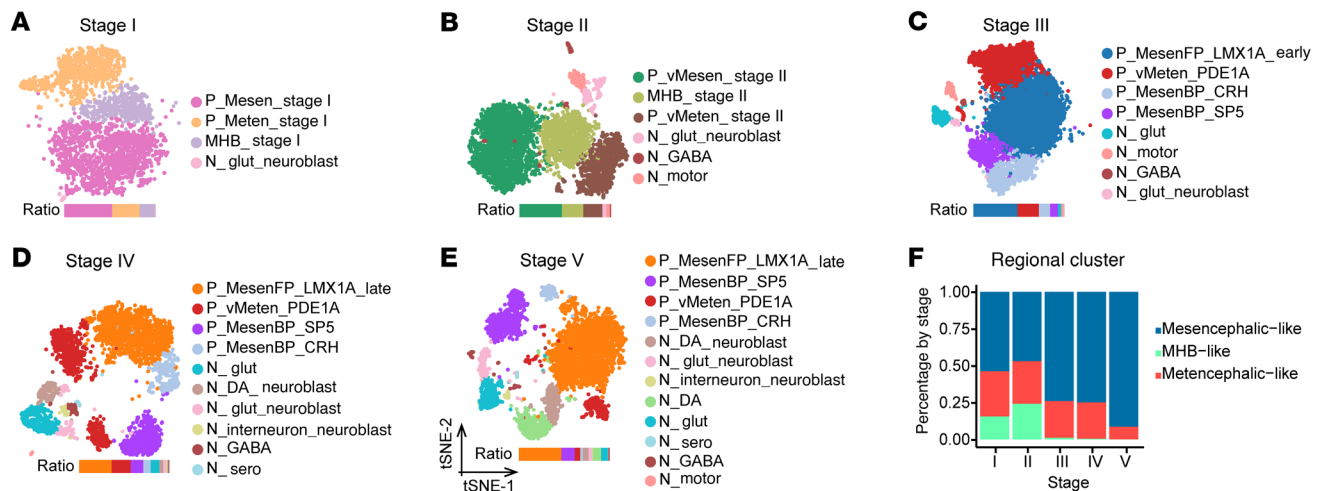 A
Stage I
P_Mesen_stage I
P_Meten_stage I
MHB_stage I
N_glut_neuroblast
Ratio
B
Stage II
P_vMesen_stage II
MHB_stage II
P_vMeten_stage II
N_glut_neuroblast
N_GABA
N_motor
Ratio
C
Stage III
P_MesenFP_LMX1A_early
P_vMeten_PDE1A
P_MesenBP_CRH
P_MesenBP_SP5
N_glut
N_motor
N_GABA
N_glut_neuroblast
Ratio
D
Stage IV
P_MesenFP_LMX1A_late
P_vMeten_PDE1A
P_MesenBP_SP5
P_MesenBP_CRH
N_glut
N_DA_neuroblast
N_glut_neuroblast
N_interneuron_neuroblast
N_GABA
N_sero
Ratio
E
Stage V
P_MesenFP_LMX1A_late
P_MesenBP_SP5
P_vMeten_PDE1A
P_MesenBP_CRH
N_DA_neuroblast
N_glut_neuroblast
N_interneuron_neuroblast
N_DA
N_glut
N_sero
N_GABA
N_motor
Ratio
tSNE-2
tSNE-1
F
Regional cluster
Percentage by stage
1.00
0.75
0.50
0.25
0.00
I II III IV V
Stage
Mesencephalic-like
MHB-like
Metencephalic-like